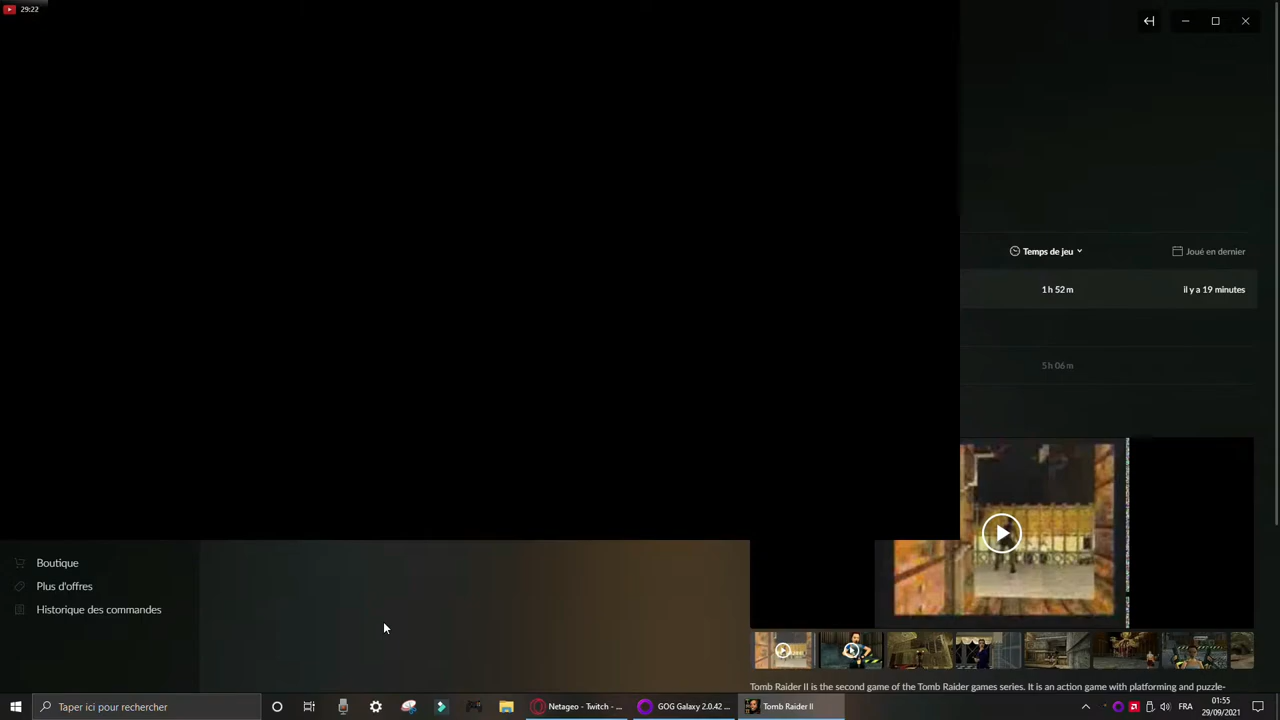 29:22
Temps de jeu
Joué en dernier
1 h 52 m
il y a 19 minutes
5 h 06 m
Boutique
Plus d'offres
Historique des commandes
Tomb Raider II is the second game of the Tomb Raider games series. It is an action game with platforming and puzzle-
Taper ici pour rechercher
Netageo - Twitch - ...
GOG Galaxy 2.0.42 ...
Tomb Raider II
FRA
01:55
29/09/2021